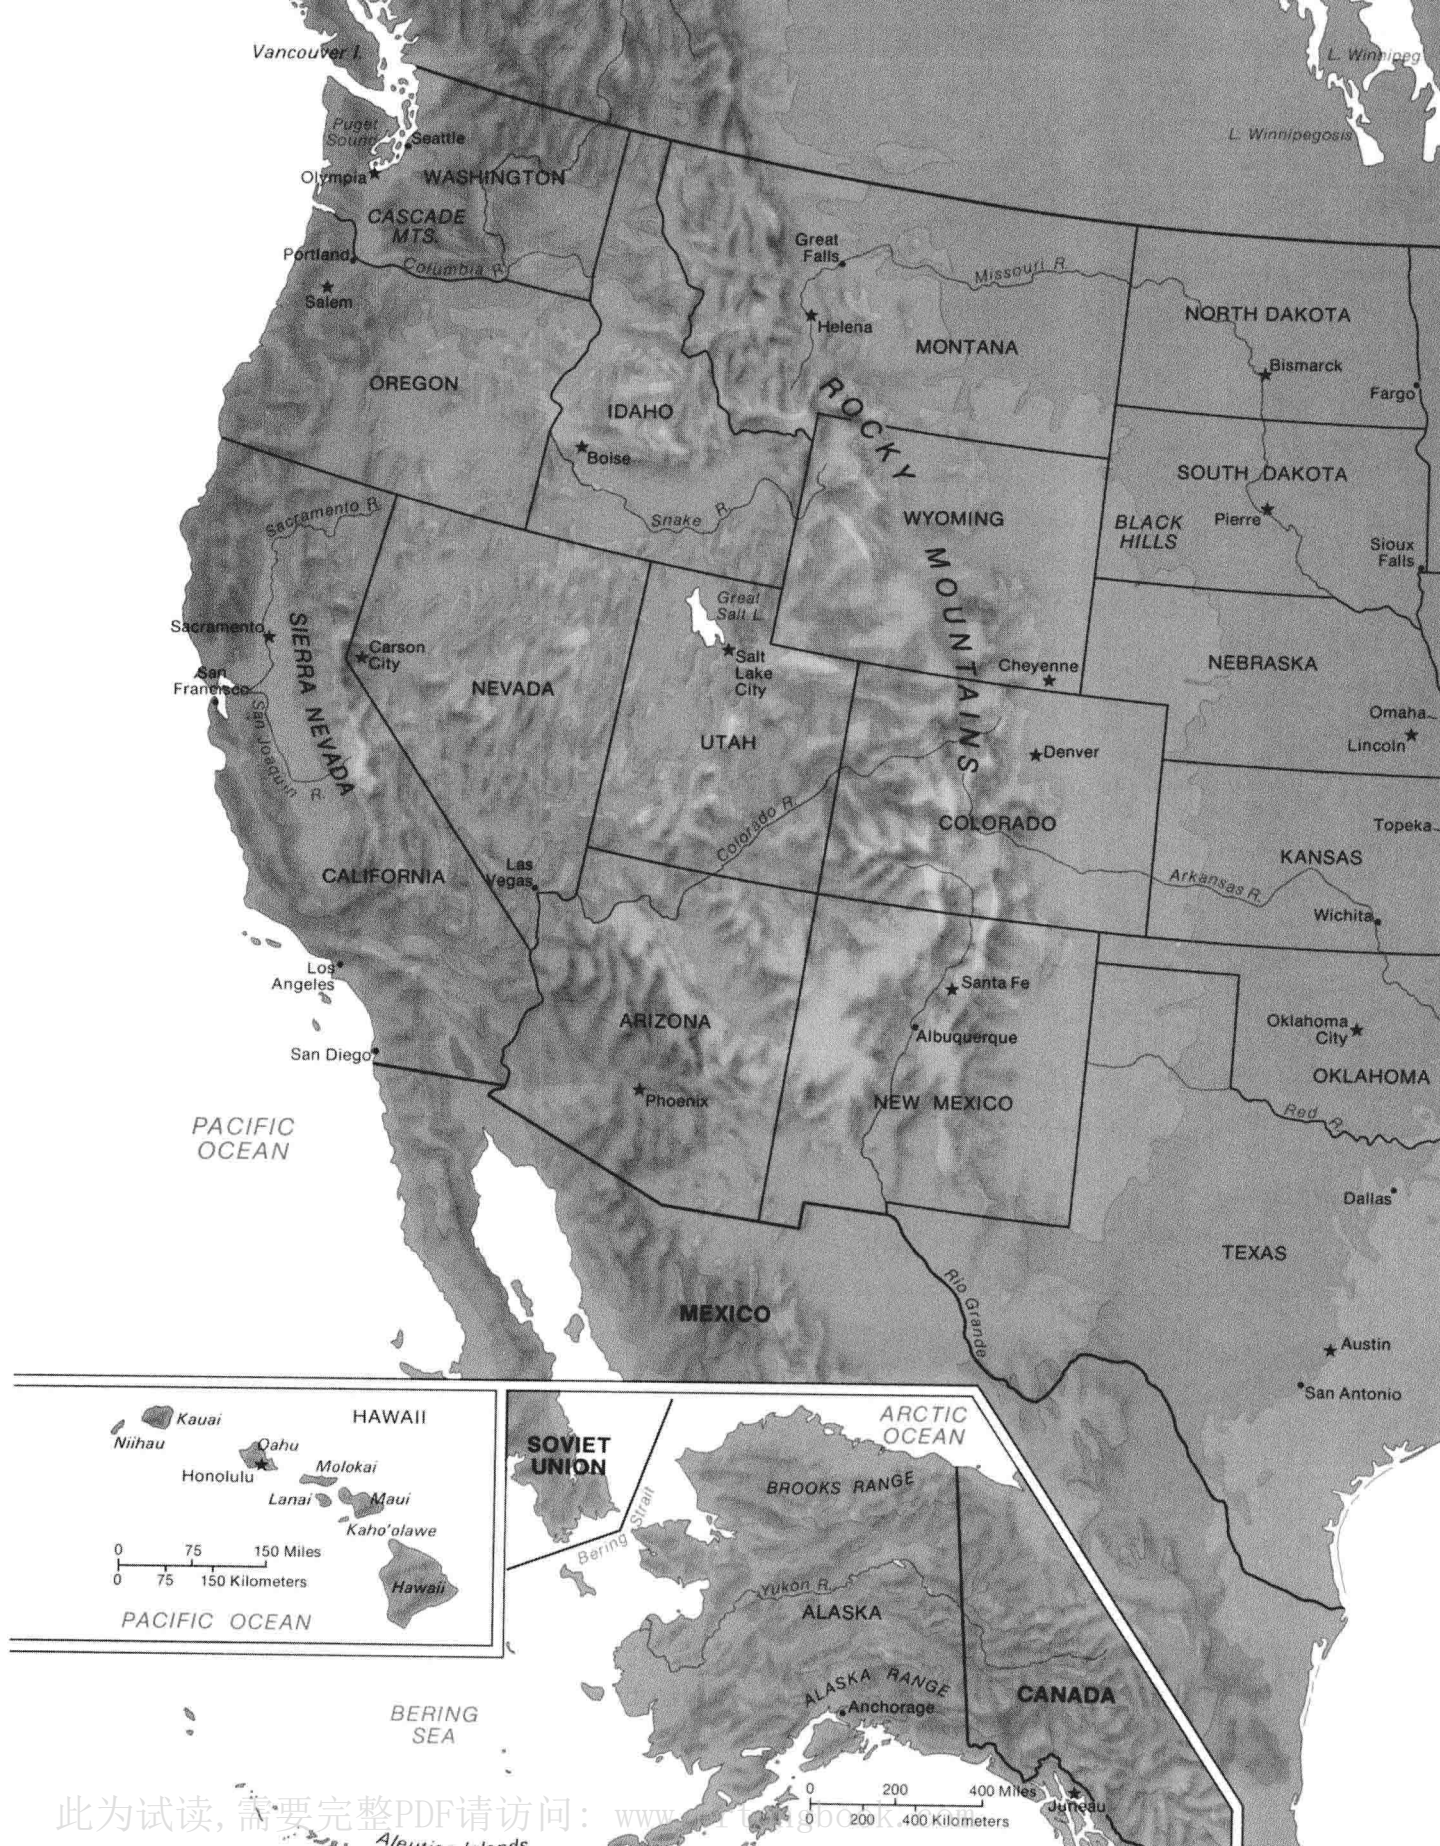 Vancouver I.
L. Winnipeg
L. Winnipegosis
Puget
Sound
Seattle
Olympia
WASHINGTON
CASCADE
MTS.
Portland
Columbia R.
Salem
Great
Falls
Missouri R.
Helena
MONTANA
NORTH DAKOTA
Bismarck
Fargo
OREGON
IDAHO
Boise
Snake R.
ROCKY MOUNTAINS
WYOMING
SOUTH DAKOTA
BLACK
HILLS
Pierre
Sioux
Falls
Sacramento R.
Sacramento
SIERRA NEVADA
Carson
City
San
Francisco
San Joaquin R.
NEVADA
Great
Salt L.
Salt
Lake
City
UTAH
Cheyenne
NEBRASKA
Omaha
Lincoln
Denver
Colorado R.
COLORADO
Topeka
KANSAS
Arkansas R.
Wichita
CALIFORNIA
Las
Vegas
Los
Angeles
San Diego
ARIZONA
Phoenix
Santa Fe
Albuquerque
NEW MEXICO
Oklahoma
City
OKLAHOMA
Red R.
PACIFIC
OCEAN
Dallas
TEXAS
MEXICO
Rio Grande
Austin
San Antonio
HAWAII
Kauai
Niihau
Oahu
Honolulu
Molokai
Lanai
Maui
Kaho'olawe
Hawaii
0 75 150 Miles
0 75 150 Kilometers
PACIFIC OCEAN
SOVIET
UNION
Bering Strait
ARCTIC
OCEAN
BROOKS RANGE
Yukon R.
ALASKA
ALASKA RANGE
Anchorage
CANADA
BERING
SEA
0 200 400 Miles
0 200 400 Kilometers
Juneau
Aleutian Islands
此为试读,需要完整PDF请访问: www.ertongbook.com